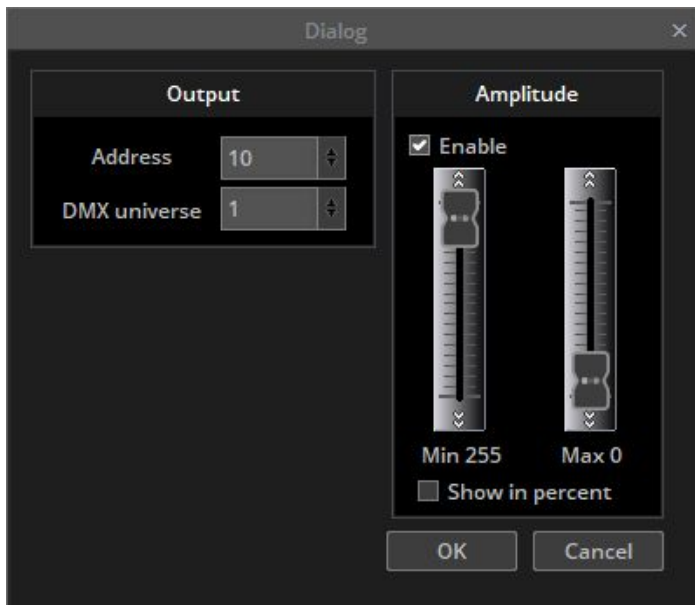 Dialog
Output
Address 10
DMX universe 1
Amplitude
Enable
Min 255 Max 0
Show in percent
OK Cancel